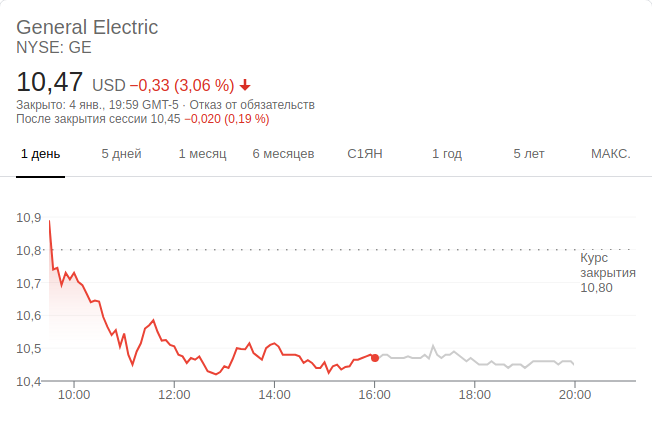 General Electric
NYSE: GE
10,47 USD −0,33 (3,06 %)
Закрыто: 4 янв., 19:59 GMT-5 · Отказ от обязательств
После закрытия сессии 10,45 −0,020 (0,19 %)
1 день 5 дней 1 месяц 6 месяцев С1ЯН 1 год 5 лет МАКС.
10,9
10,8
10,7
10,6
10,5
10,4
Курс
закрытия
10,80
10:00 12:00 14:00 16:00 18:00 20:00